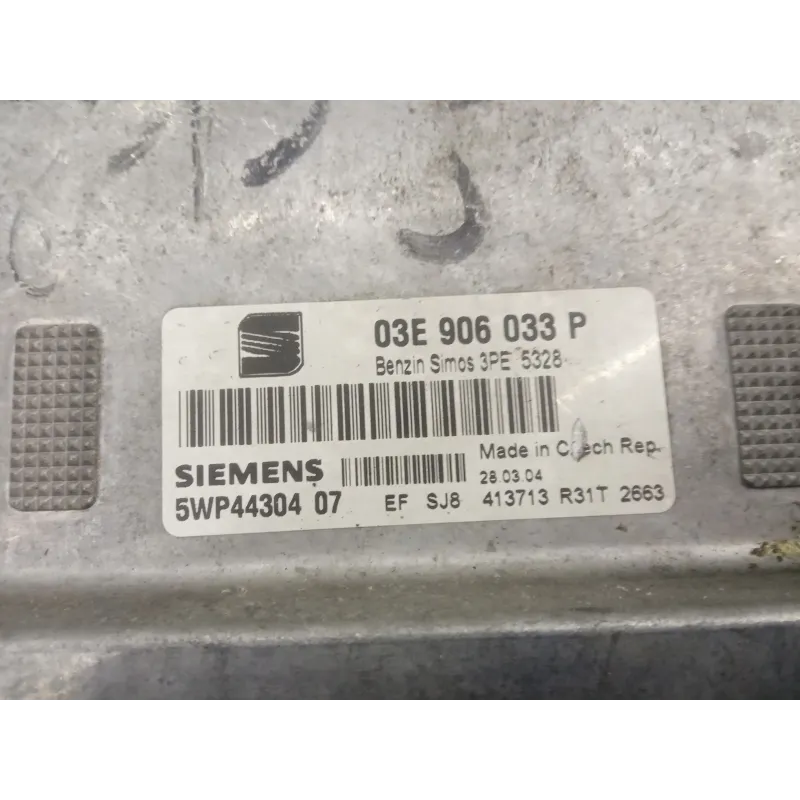 03E 906 033 P
Benzin Simos 3PE 5328
Made in Czech Rep.
SIEMENS
28.03.04
5WP44304 07 EF SJ8 413713 R31T 2663